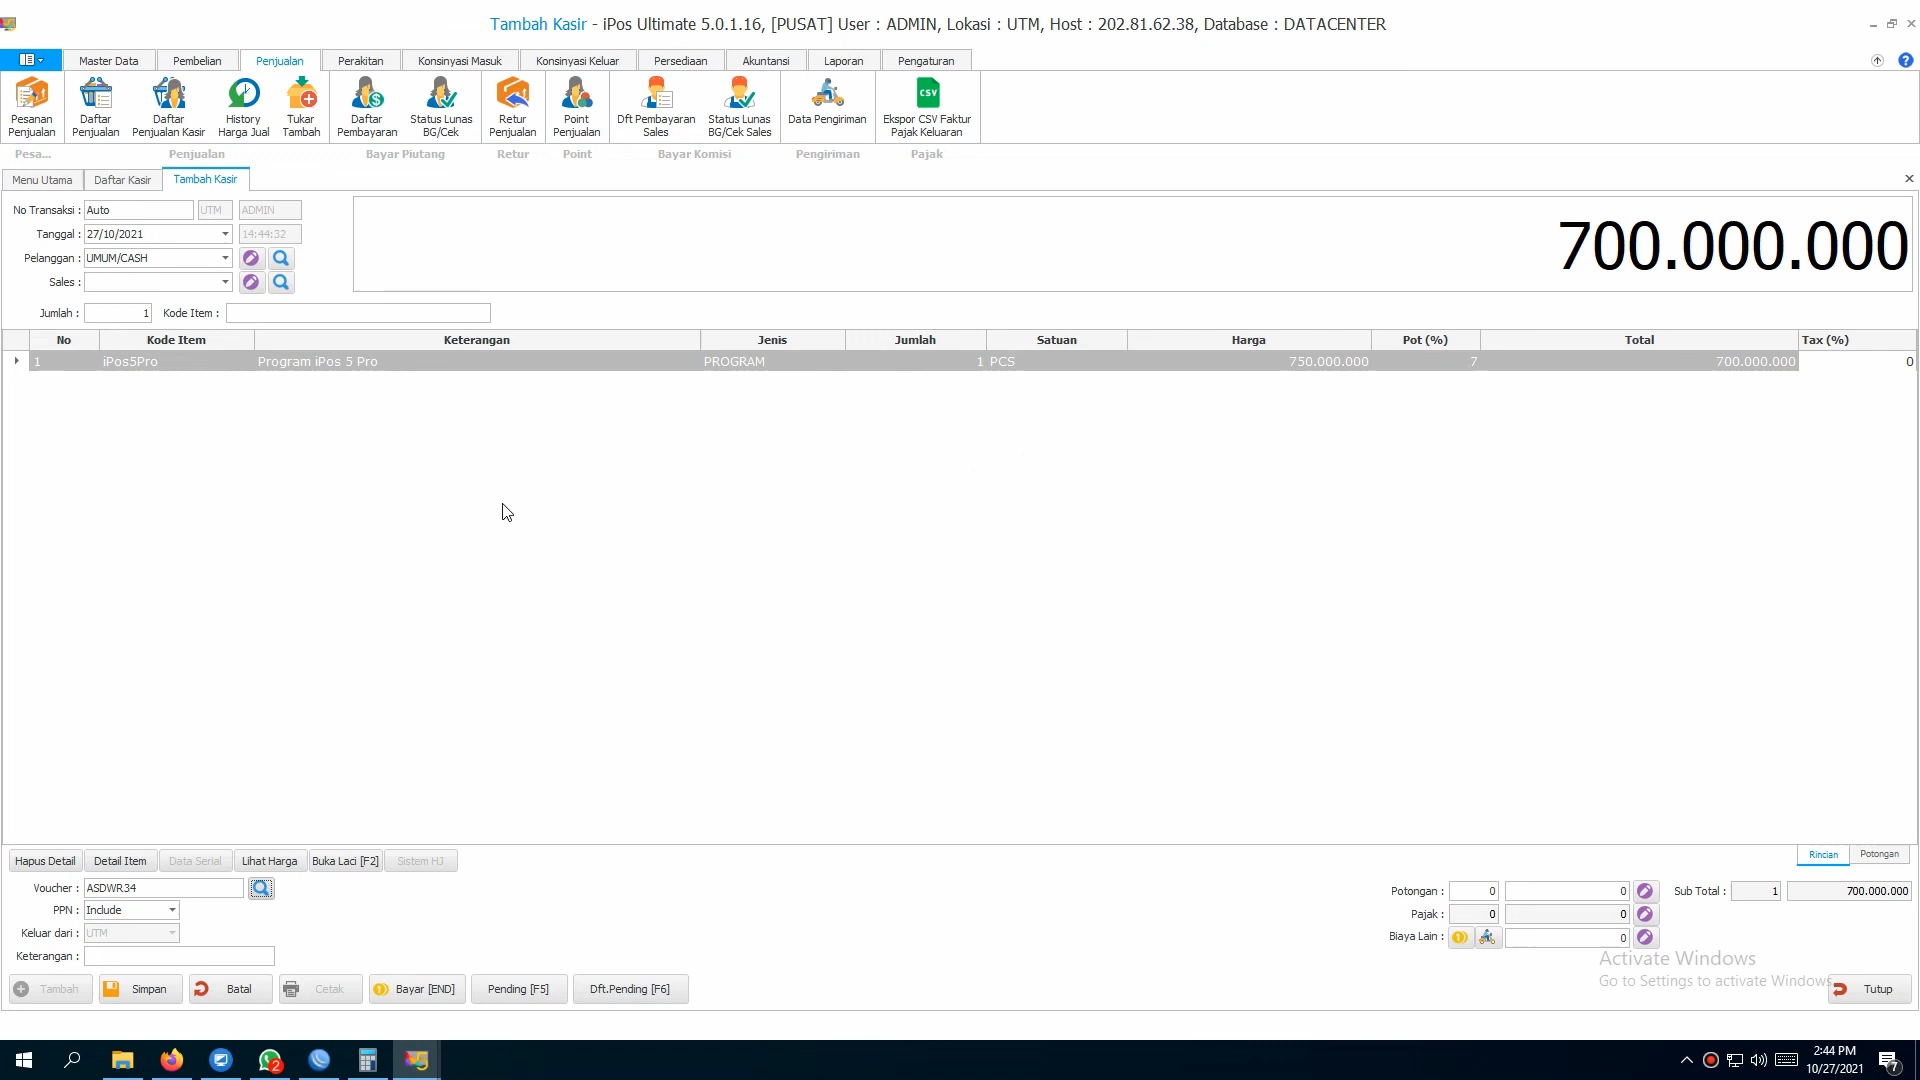 Tambah Kasir - iPos Ultimate 5.0.1.16, [PUSAT] User : ADMIN, Lokasi : UTM, Host : 202.81.62.38, Database : DATACENTER
Master Data Pembelian Penjualan Perakitan Konsinyasi Masuk Konsinyasi Keluar Persediaan Akuntansi Laporan Pengaturan
CSV
Pesanan Daftar Daftar History Tukar Daftar Status Lunas Retur Point Dft Pembayaran Status Lunas Data Pengiriman Ekspor CSV Faktur
Penjualan Penjualan Penjualan Kasir Harga Jual Tambah Pembayaran BG/Cek Penjualan Penjualan Sales BG/Cek Sales Pajak Keluaran
Pesa... Penjualan Bayar Piutang Retur Point Bayar Komisi Pengiriman Pajak
Menu Utama Daftar Kasir Tambah Kasir
No Transaksi : Auto UTM ADMIN
Tanggal : 27/10/2021 14:44:32
700.000.000
Pelanggan : UMUM/CASH
Sales :
Jumlah : 1 Kode Item :
No Kode Item Keterangan Jenis Jumlah Satuan Harga Pot (%) Total Tax (%)
1 iPos5Pro Program iPos 5 Pro PROGRAM 1 PCS 750.000.000 7 700.000.000 0
Hapus Detail Detail Item Data Serial Lihat Harga Buka Laci [F2] Sistem HJ Rincian Potongan
Voucher : ASDWR34 Potongan : 0 0 Sub Total : 1 700.000.000
PPN : Include Pajak : 0 0
Keluar dari : UTM Biaya Lain : 0
Keterangan :
Activate Windows
Go to Settings to activate Windows.
Tambah Simpan Batal Cetak Bayar [END] Pending [F5] Dft.Pending [F6] Tutup
2
2:44 PM
10/27/2021
7